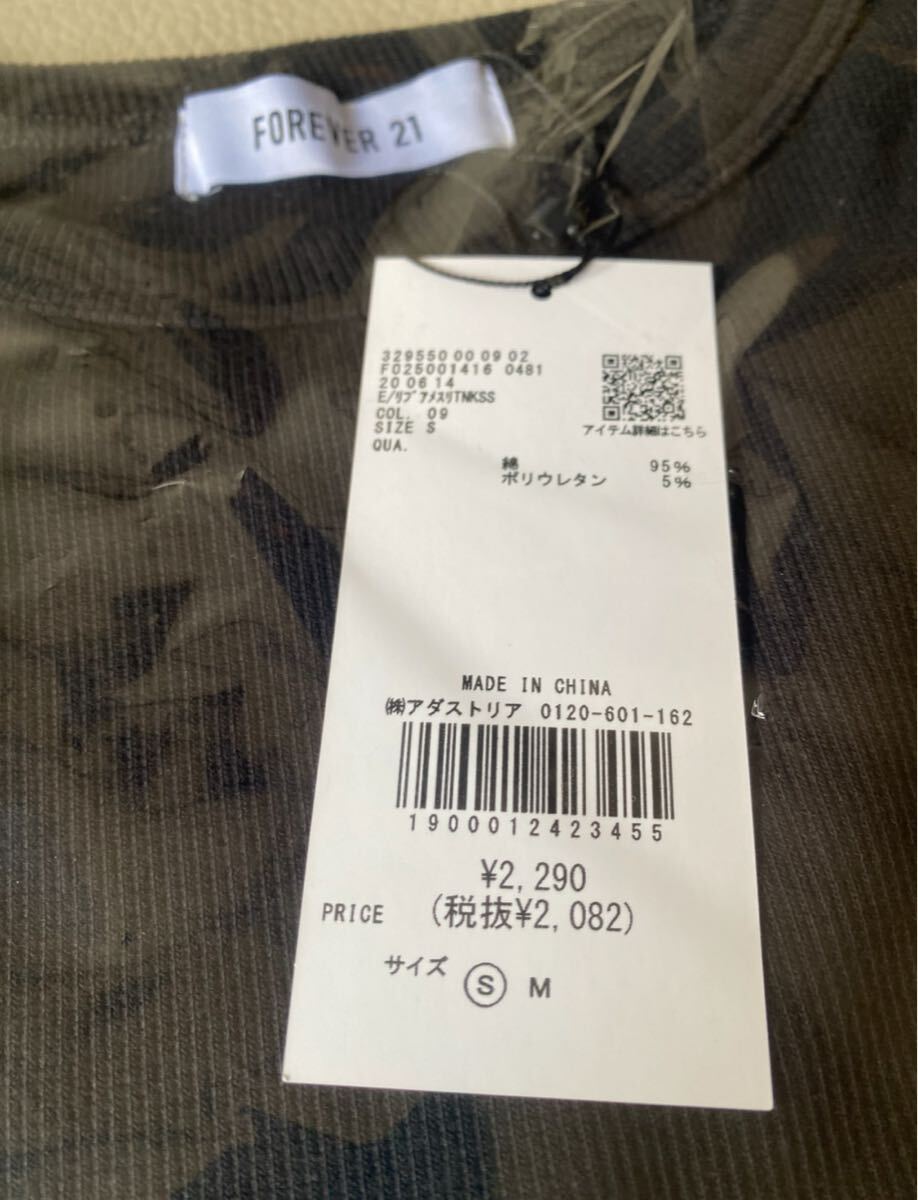 FOREVER 21
329550 00 09 02
F025001416 0481
20 06 14
E/ﾘﾌﾞｱﾒｽﾘTNKSS
COL. 09
SIZE S
QUA.
アイテム詳細はこちら
綿 95%
ポリウレタン 5%
MADE IN CHINA
㈱アダストリア 0120-601-162
1900012423455
¥2,290
PRICE (税抜¥2,082)
サイズ Ⓢ M